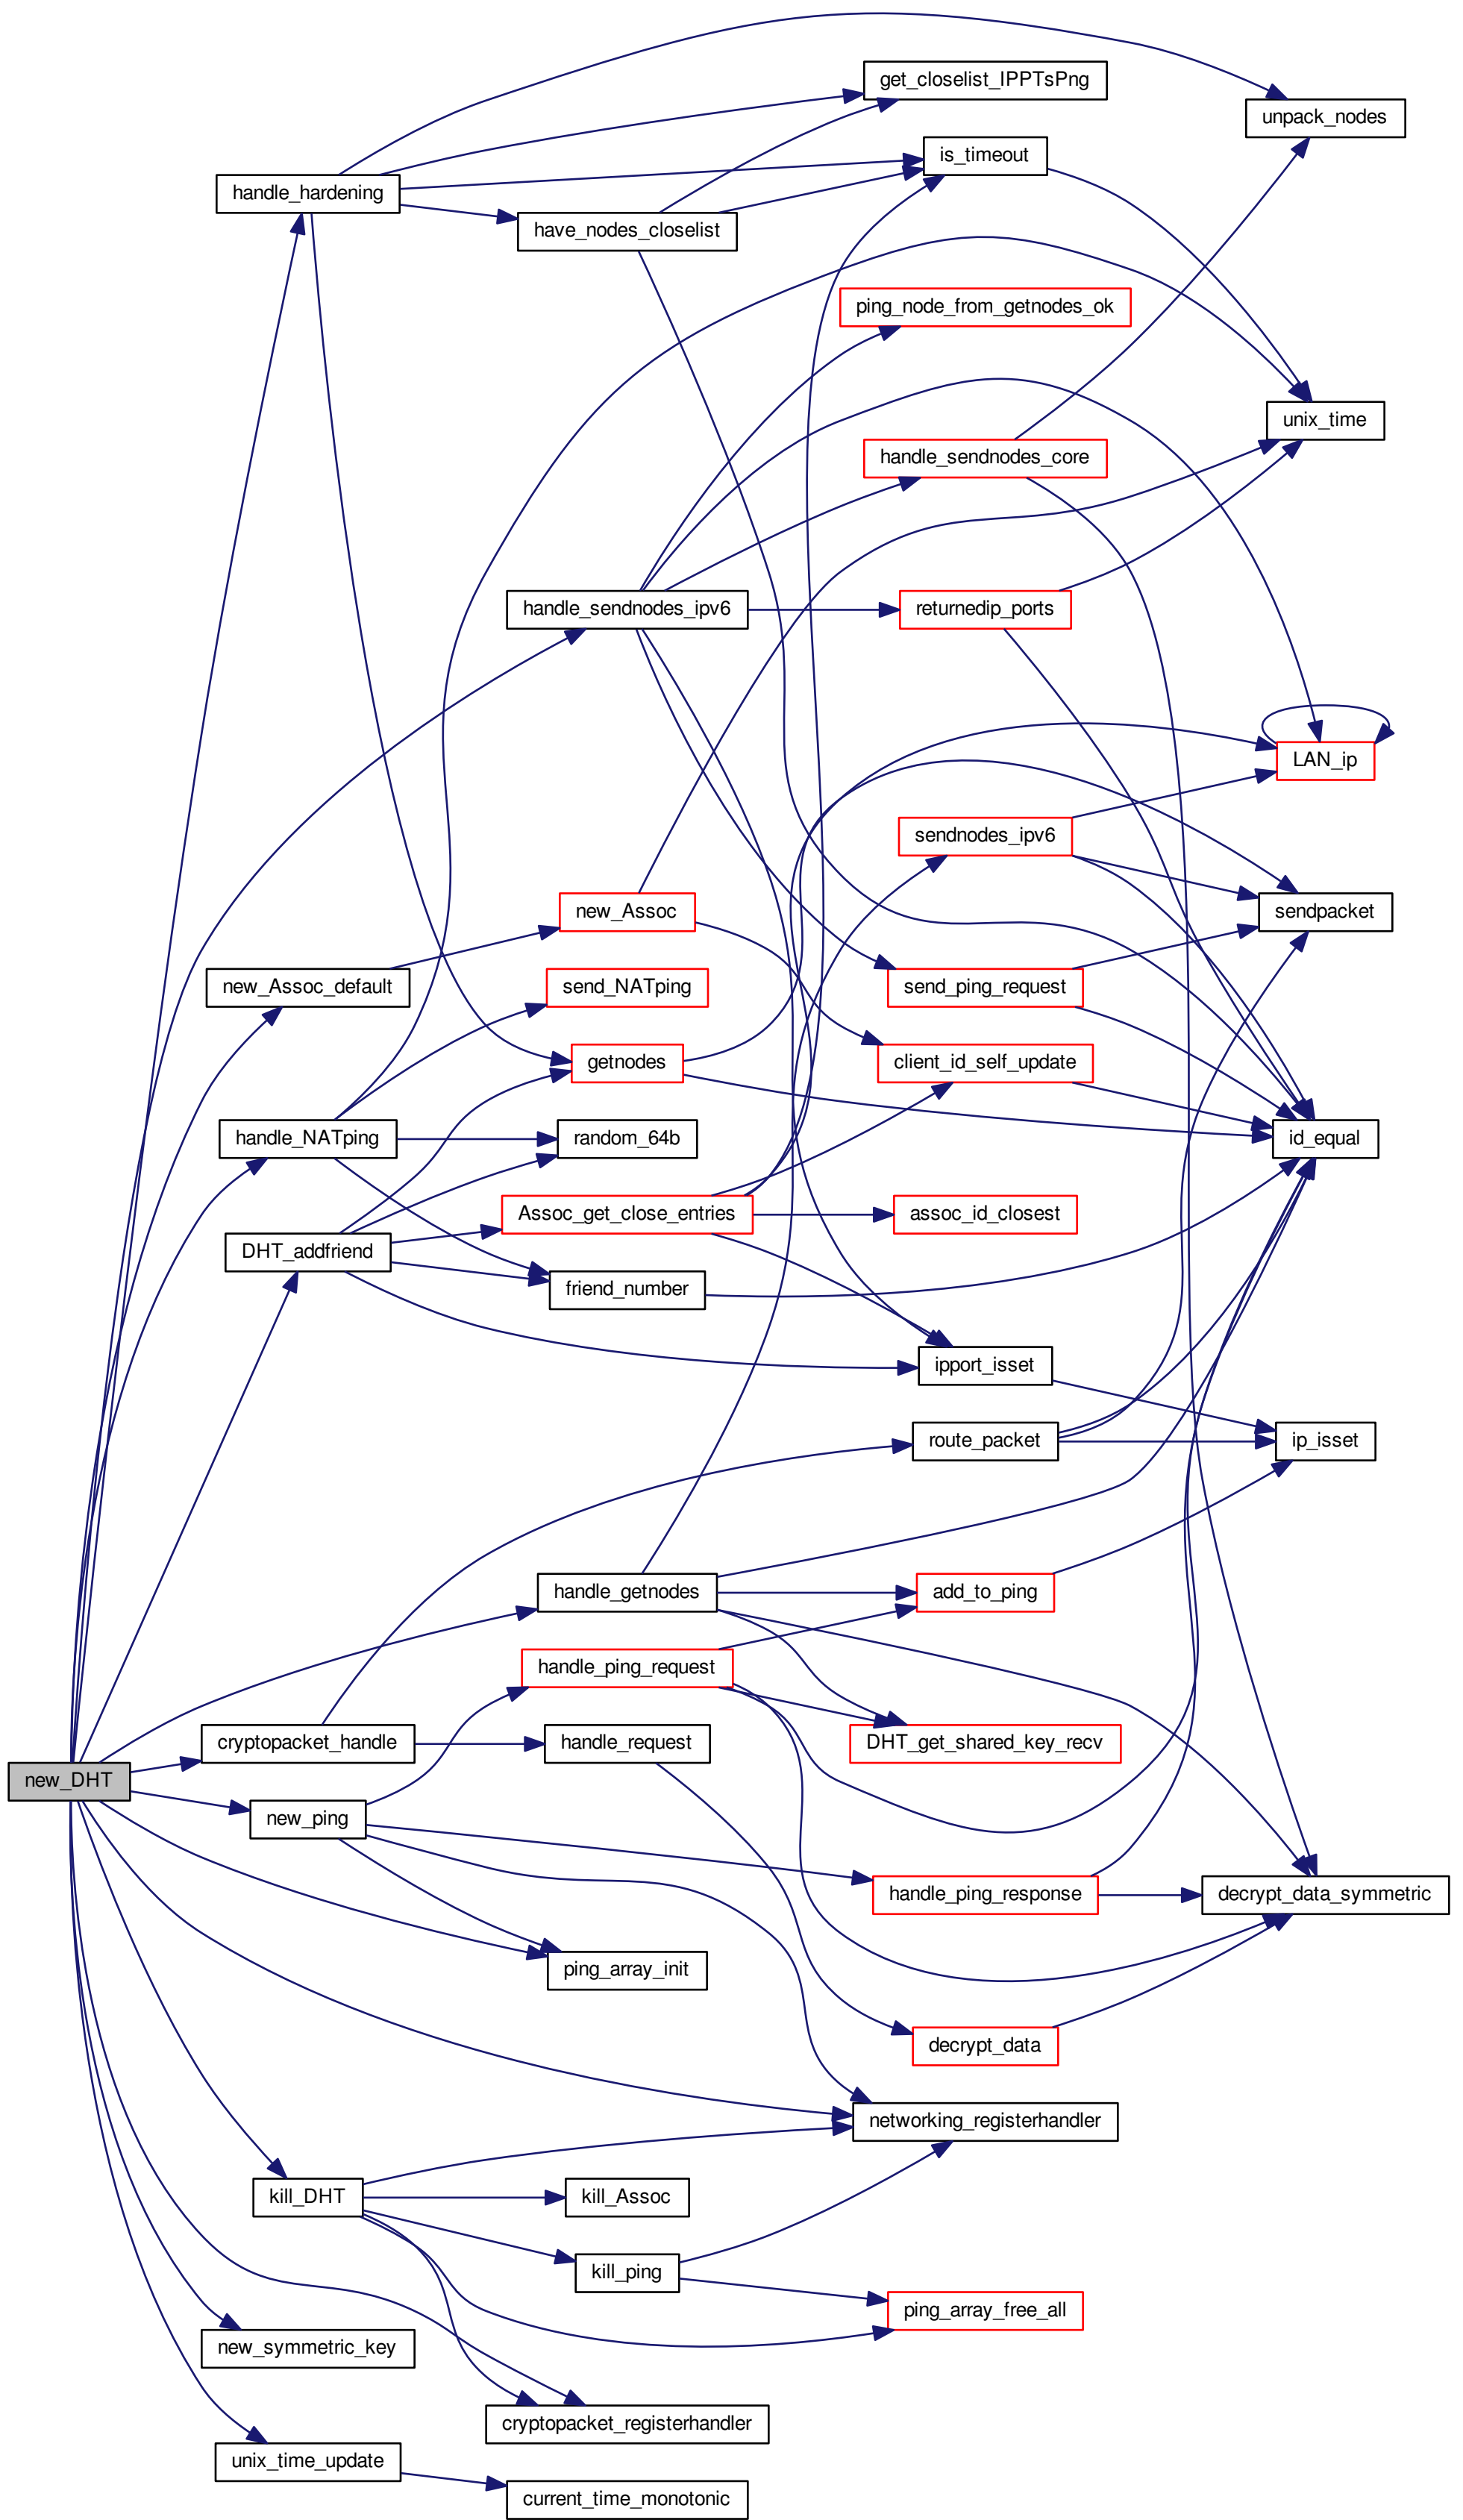 get_closelist_IPPTsPng
unpack_nodes
is_timeout
handle_hardening
have_nodes_closelist
ping_node_from_getnodes_ok
unix_time
handle_sendnodes_core
handle_sendnodes_ipv6
returnedip_ports
LAN_ip
sendnodes_ipv6
new_Assoc
sendpacket
new_Assoc_default
send_NATping
send_ping_request
getnodes
client_id_self_update
handle_NATping
random_64b
id_equal
Assoc_get_close_entries
assoc_id_closest
DHT_addfriend
friend_number
ipport_isset
route_packet
ip_isset
handle_getnodes
add_to_ping
handle_ping_request
cryptopacket_handle
handle_request
DHT_get_shared_key_recv
new_DHT
new_ping
handle_ping_response
decrypt_data_symmetric
ping_array_init
decrypt_data
networking_registerhandler
kill_DHT
kill_Assoc
kill_ping
ping_array_free_all
new_symmetric_key
cryptopacket_registerhandler
unix_time_update
current_time_monotonic